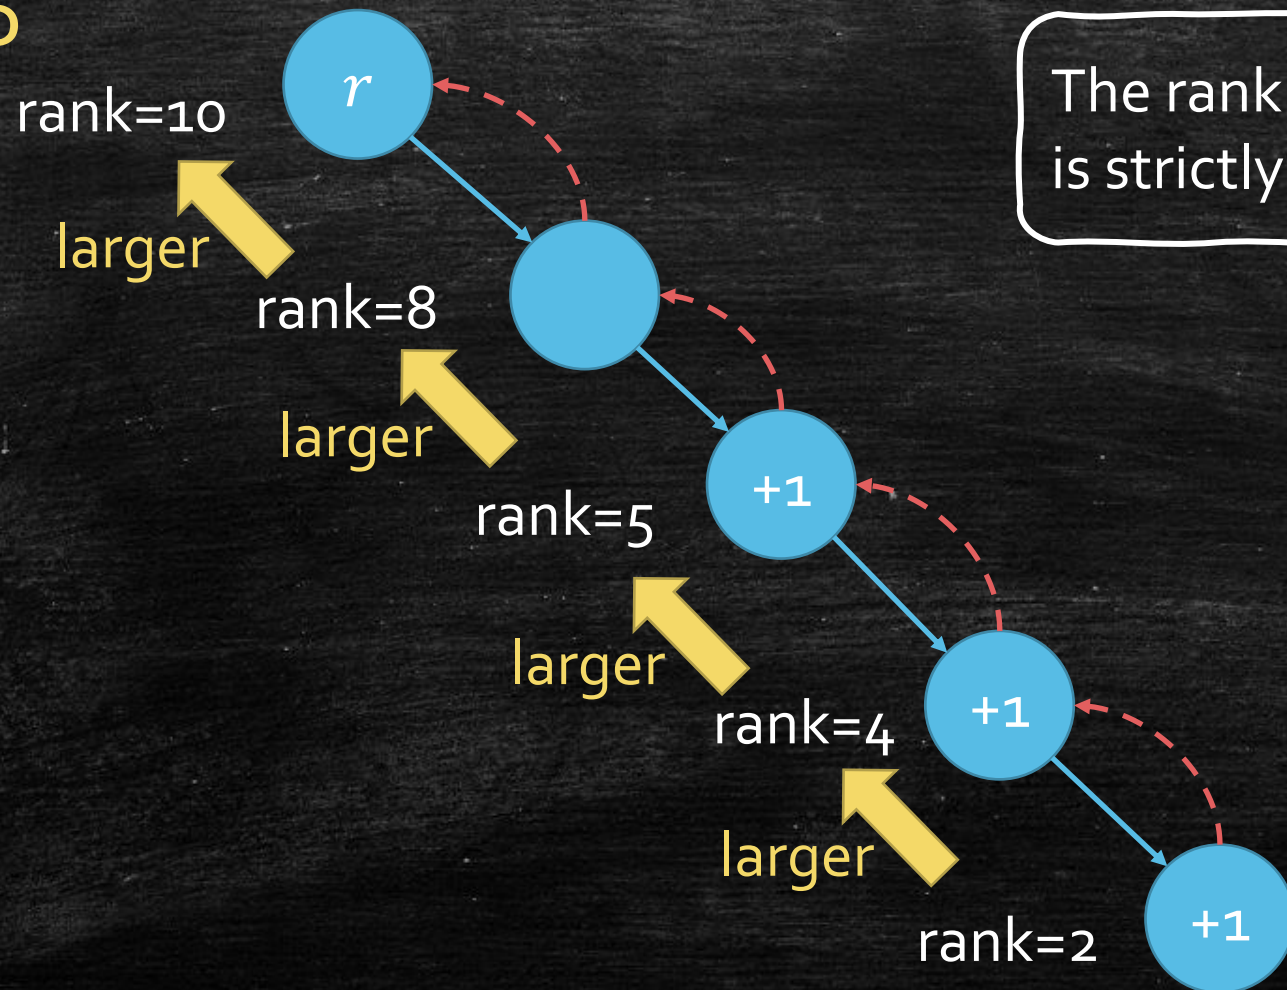 r
rank=10
The rank
is strictly
larger
rank=8
larger
+1
rank=5
larger
+1
rank=4
larger
+1
rank=2